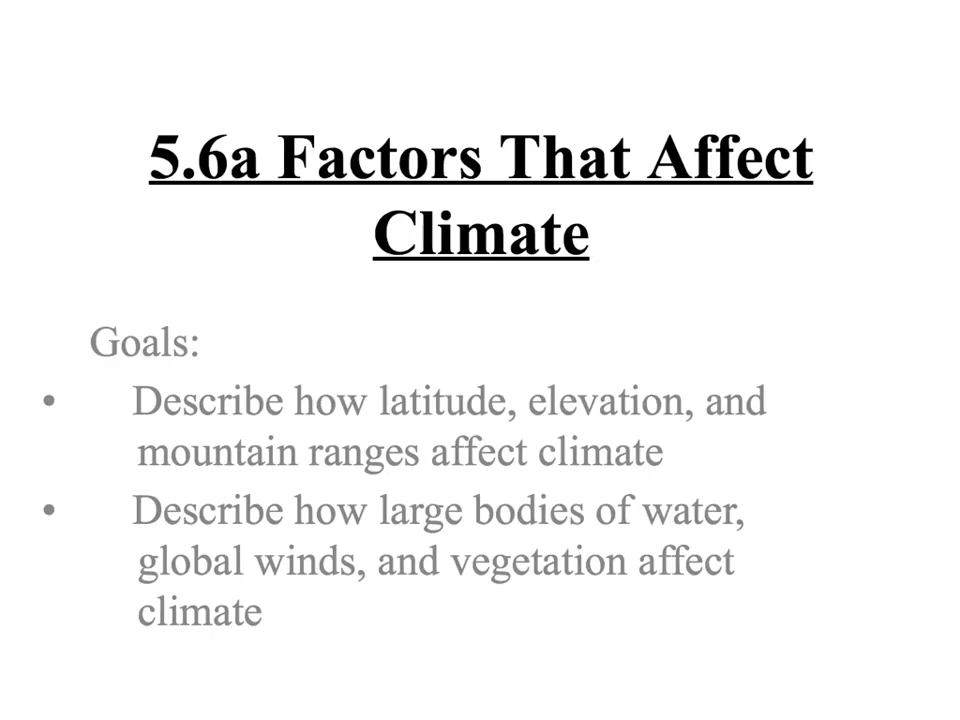 5.6a Factors That Affect
Climate
Goals:
• Describe how latitude, elevation, and
mountain ranges affect climate
• Describe how large bodies of water,
global winds, and vegetation affect
climate